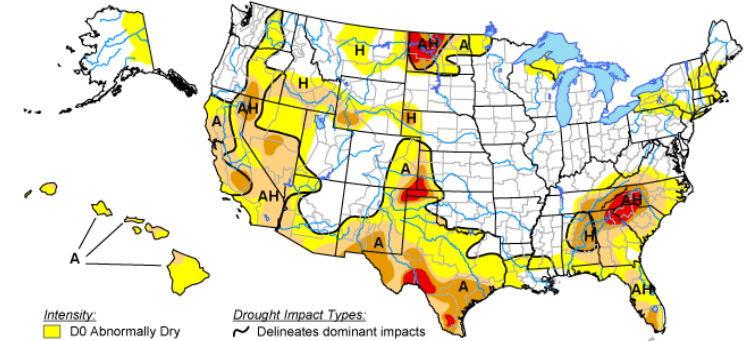 AH
A
H
H
AH
A
H
A
AH
AH
H
A
A
A
AH
Intensity:
D0 Abnormally Dry
Drought Impact Types:
Delineates dominant impacts